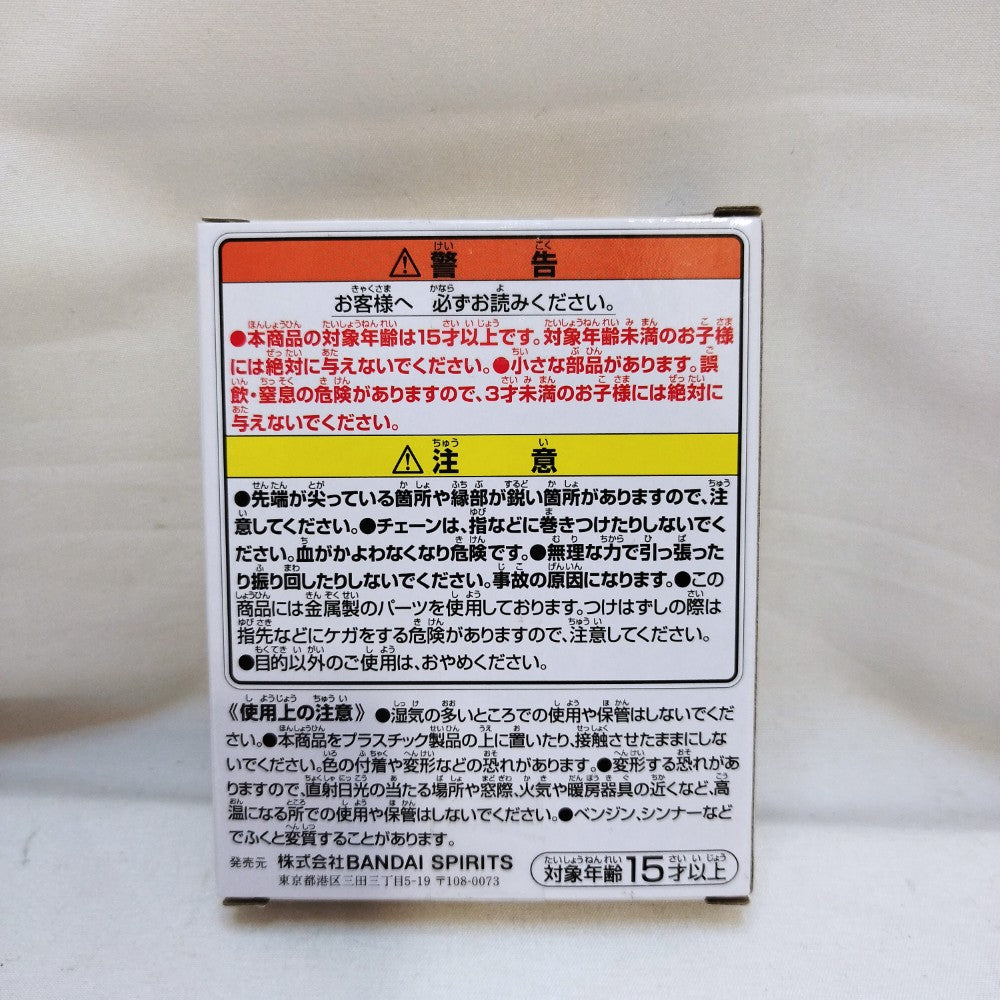 ⚠警告
お客様へ 必ずお読みください。
●本商品の対象年齢は15才以上です。対象年齢未満のお子様
には絶対に与えないでください。●小さな部品があります。誤
飲・窒息の危険がありますので、3才未満のお子様には絶対に
与えないでください。
⚠注意
●先端が尖っている箇所や縁部が鋭い箇所がありますので、注
意してください。●チェーンは、指などに巻きつけたりしないでく
ださい。血がかよわなくなり危険です。●無理な力で引っ張った
り振り回したりしないでください。事故の原因になります。●この
商品には金属製のパーツを使用しております。つけはずしの際は
指先などにケガをする危険がありますので、注意してください。
●目的以外のご使用は、おやめください。
《使用上の注意》●湿気の多いところでの使用や保管はしないでくだ
さい。●本商品をプラスチック製品の上に置いたり、接触させたままにし
ないでください。色の付着や変形などの恐れがあります。●変形する恐れがあ
りますので、直射日光の当たる場所や窓際、火気や暖房器具の近くなど、高
温になる所での使用や保管はしないでください。●ベンジン、シンナーなど
でふくと変質することがあります。
発売元 株式会社BANDAI SPIRITS
東京都港区三田三丁目5-19 〒108-0073
対象年齢15才以上